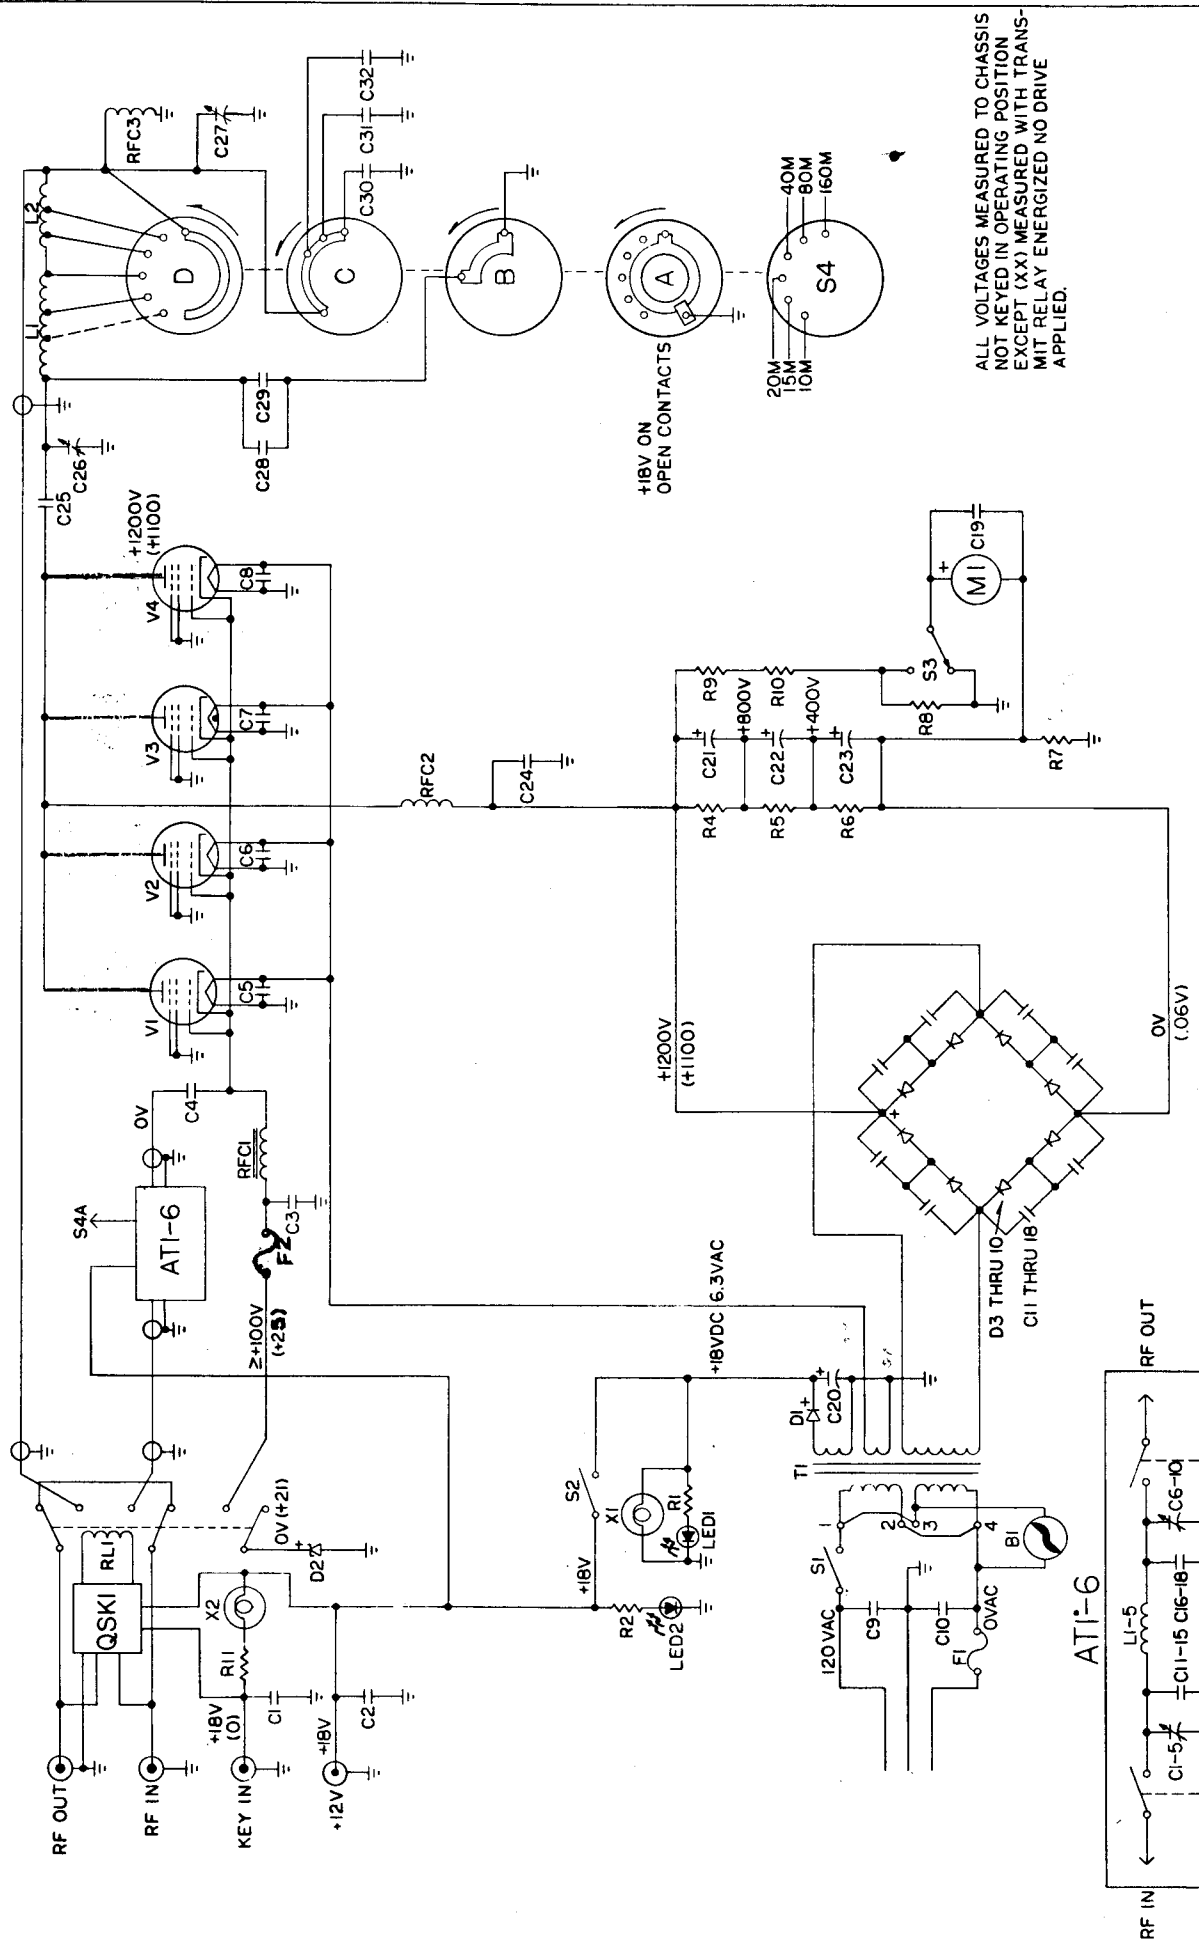 RF OUT
RF IN
KEY IN
+12V
QSK1
RL1
X2
R11
+18V
(0)
C1
+18V
C2
D2
+
0V (+21)
≥+100V
(+25)
F2
C3
RFC1
S4A
ATI-6
0V
C4
V1
V2
V3
V4
C5
C6
C7
C8
+1200V
(+1100)
C25
C26
C28
C29
L1
L2
RFC3
C27
D
C
B
A
S4
C30
C31
C32
+18V ON
OPEN CONTACTS
20M
15M
10M
40M
80M
160M
ALL VOLTAGES MEASURED TO CHASSIS
NOT KEYED IN OPERATING POSITION
EXCEPT (XX) MEASURED WITH TRANS-
MIT RELAY ENERGIZED NO DRIVE
APPLIED.
RFC2
C24
+18V
R2
LED2
S2
X1
R1
LED1
+18VDC
6.3VAC
D1
+
+
C20
T1
1
2
3
4
S1
120 VAC
C9
C10
0VAC
F1
B1
+1200V
(+1100)
+
D3 THRU 10
C11 THRU 18
0V
(.06V)
R4
R5
R6
C21
+
+800V
C22
+
+400V
C23
+
R9
R10
R8
S3
R7
+
M1
C19
ATI-6
RF IN
RF OUT
C1-5
C11-15
L1-5
C16-18
C6-10